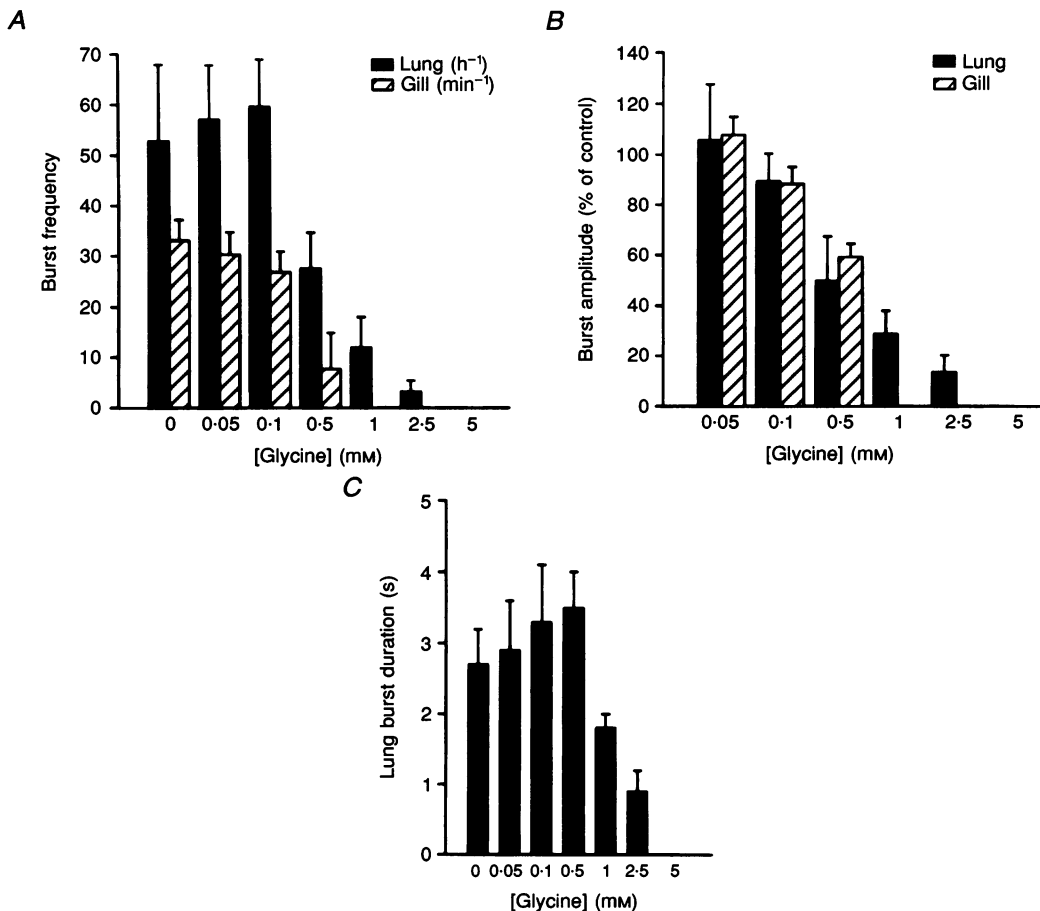 A
70
60
50
40
30
20
10
0
Burst frequency
Lung (h⁻¹)
Gill (min⁻¹)
0 0·05 0·1 0·5 1 2·5 5
[Glycine] (mM)
B
140
120
100
80
60
40
20
0
Burst amplitude (% of control)
Lung
Gill
0·05 0·1 0·5 1 2·5 5
[Glycine] (mM)
C
5
4
3
2
1
0
Lung burst duration (s)
0 0·05 0·1 0·5 1 2·5 5
[Glycine] (mM)